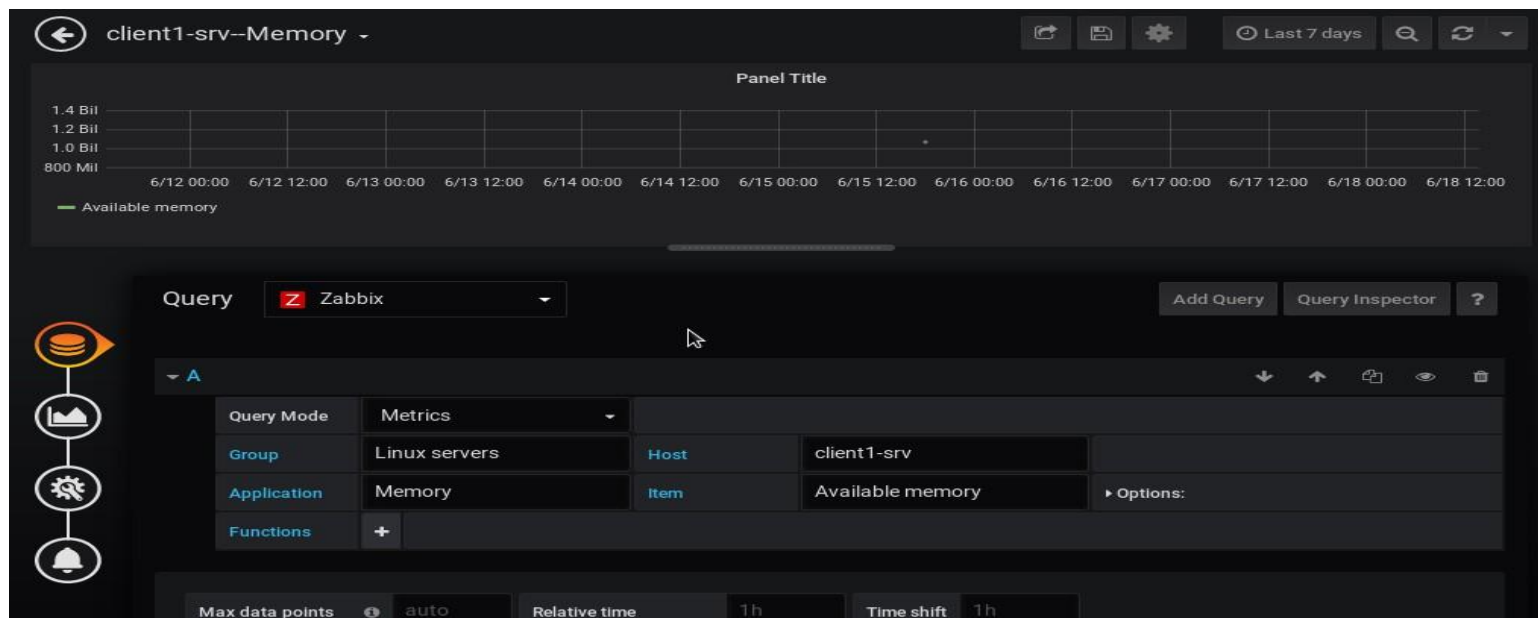 client1-srv--Memory
Last 7 days
Panel Title
1.4 Bil
1.2 Bil
1.0 Bil
800 Mil
6/12 00:00 6/12 12:00 6/13 00:00 6/13 12:00 6/14 00:00 6/14 12:00 6/15 00:00 6/15 12:00 6/16 00:00 6/16 12:00 6/17 00:00 6/17 12:00 6/18 00:00 6/18 12:00
Available memory
Query Z Zabbix Add Query Query Inspector ?
A
Query Mode Metrics
Group Linux servers Host client1-srv
Application Memory Item Available memory Options:
Functions +
Max data points auto Relative time 1h Time shift 1h